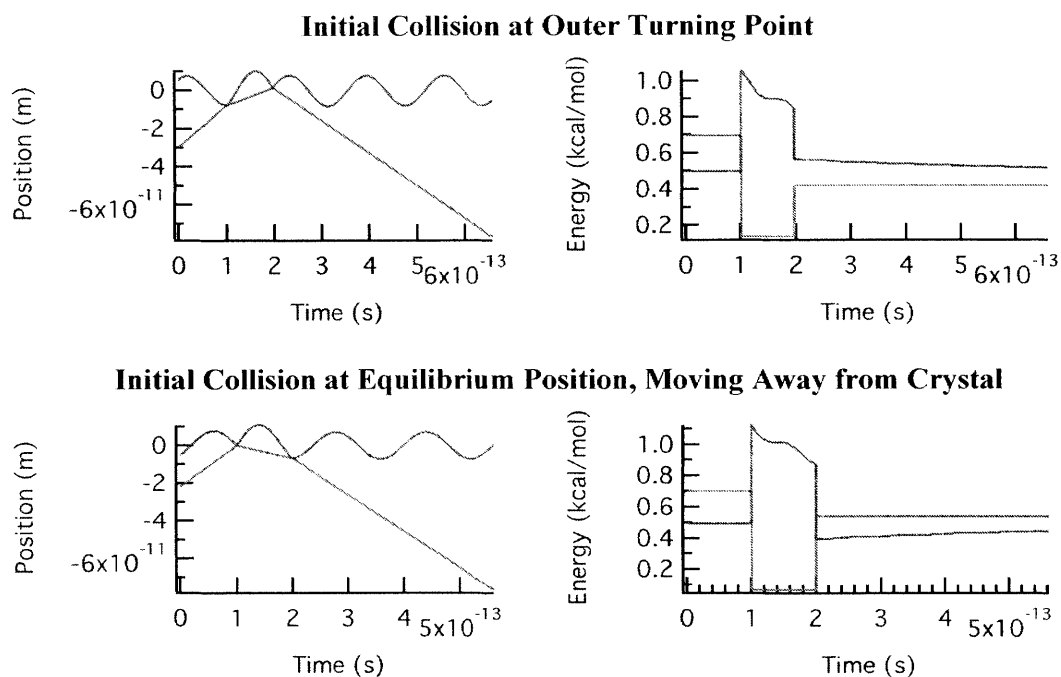 Initial Collision at Outer Turning Point
Position (m)
0
-2
-4
-6x10⁻¹¹
0 1 2 3 4 5 6x10⁻¹³
Time (s)
Energy (kcal/mol)
1.0
0.8
0.6
0.4
0.2
0 1 2 3 4 5 6x10⁻¹³
Time (s)
Initial Collision at Equilibrium Position, Moving Away from Crystal
Position (m)
0
-2
-4
-6x10⁻¹¹
0 1 2 3 4 5x10⁻¹³
Time (s)
Energy (kcal/mol)
1.0
0.8
0.6
0.4
0.2
0 1 2 3 4 5x10⁻¹³
Time (s)